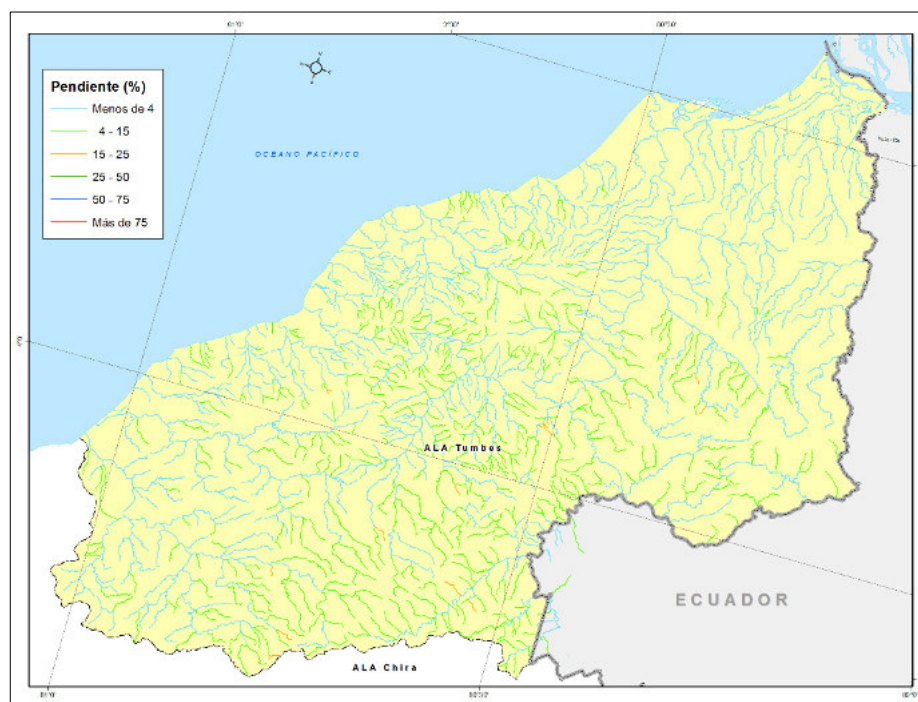 Pendiente (%)
Menos de 4
4 - 15
15 - 25
25 - 50
50 - 75
Más de 75
OCEANO PACÍFICO
ALA Tumbes
ECUADOR
ALA Chira